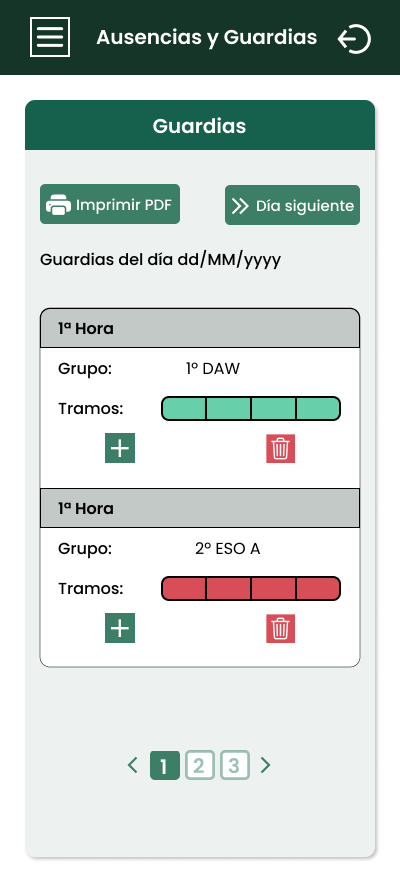 Ausencias y Guardias
Guardias
Imprimir PDF
Día siguiente
Guardias del día dd/MM/yyyy
1ª Hora
Grupo: 1º DAW
Tramos:
1ª Hora
Grupo: 2º ESO A
Tramos:
1 2 3